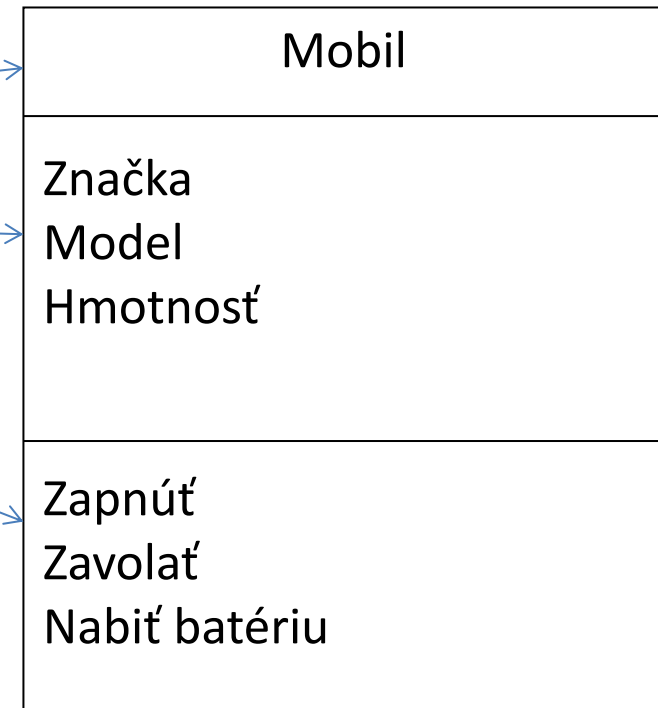 Mobil
Značka
Model
Hmotnosť
Zapnúť
Zavolať
Nabiť batériu